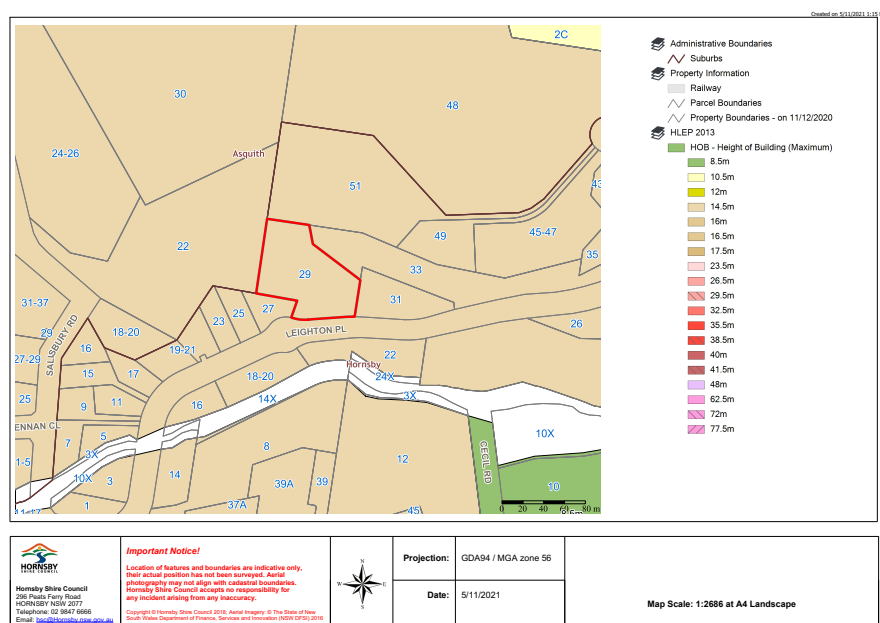 Created on 5/11/2021 1:15
2C
30
48
24-26
Asquith
51
43
22
49
45-47
35
29
33
31-37
27
31
25
23
LEIGHTON PL
26
29
SALISBURY RD
18-20
19-21
16
22
27-29
Hornsby
15
17
18-20
24X
25
9
11
16
14X
3X
ENNAN CL
10X
7
5
3X
8
CECIL RD
12
1-5
10X
3
14
39A
39
10
1
37A
45
0 20 40 60 80 m
Administrative Boundaries
Suburbs
Property Information
Railway
Parcel Boundaries
Property Boundaries - on 11/12/2020
HLEP 2013
HOB - Height of Building (Maximum)
8.5m
10.5m
12m
14.5m
16m
16.5m
17.5m
23.5m
26.5m
29.5m
32.5m
35.5m
38.5m
40m
41.5m
48m
62.5m
72m
77.5m
HORNSBY
SHIRE COUNCIL
Hornsby Shire Council
296 Peats Ferry Road
HORNSBY NSW 2077
Telephone: 02 9847 6666
Email: hsc@Hornsby.nsw.gov.au
Important Notice!
Location of features and boundaries are indicative only,
their actual position has not been surveyed. Aerial
photography may not align with cadastral boundaries.
Hornsby Shire Council accepts no responsibility for
any incident arising from any inaccuracy.
Copyright © Hornsby Shire Council 2018; Aerial Imagery: © The State of New
South Wales Department of Finance, Services and Innovation (NSW DFSI) 2016
N
W
E
S
Projection:
GDA94 / MGA zone 56
Date:
5/11/2021
Map Scale: 1:2686 at A4 Landscape